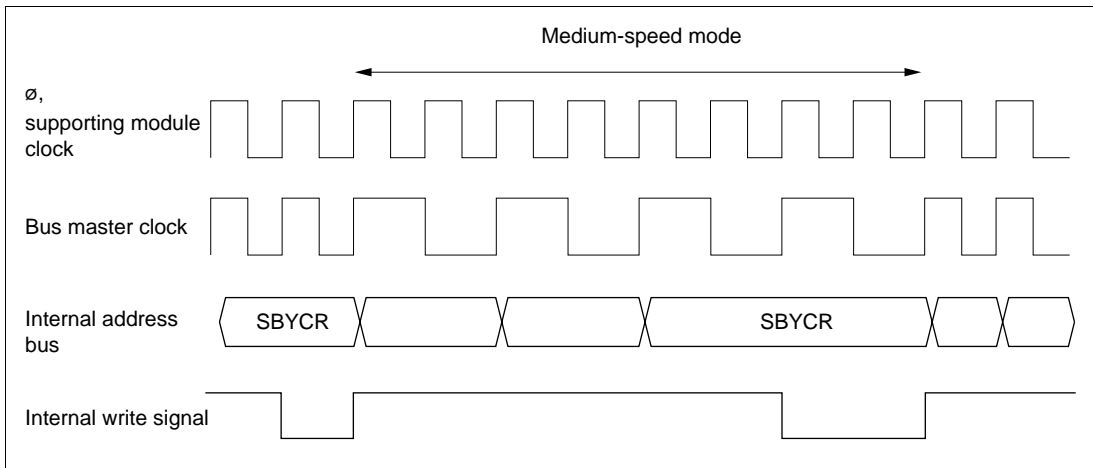 Medium-speed mode
ø,
supporting module
clock
Bus master clock
Internal address
bus
SBYCR
SBYCR
Internal write signal